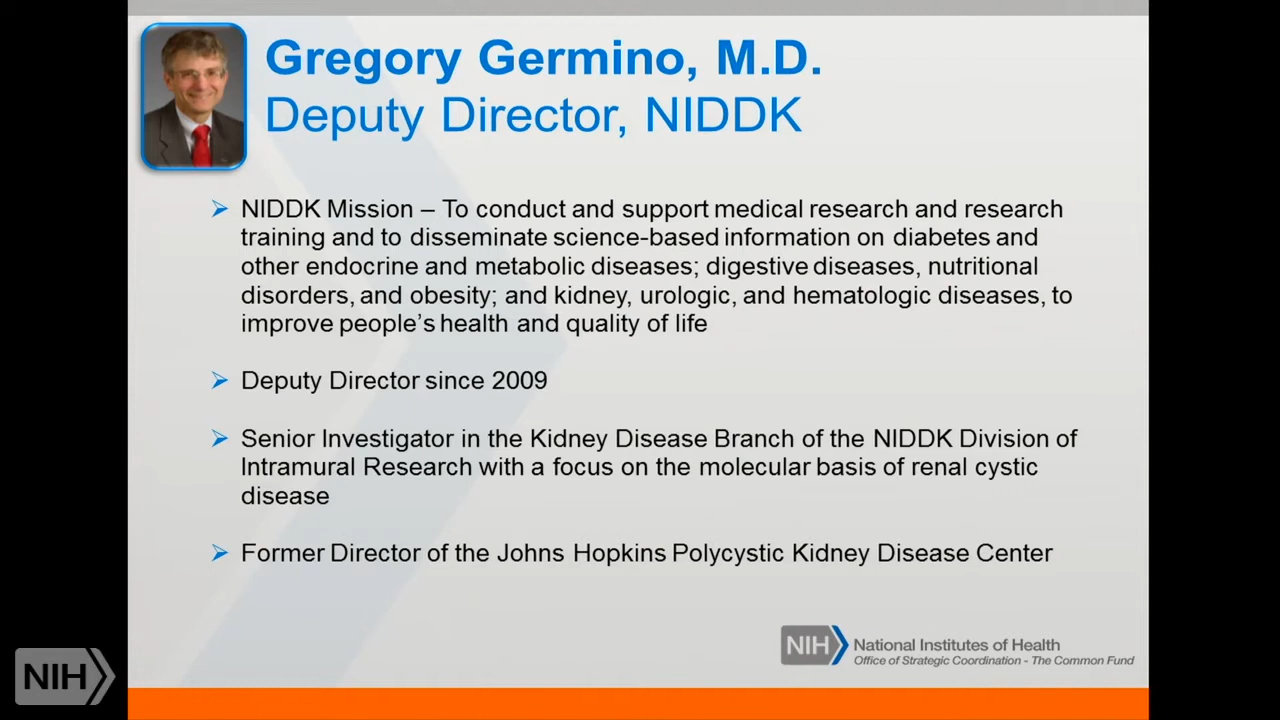 Gregory Germino, M.D.
Deputy Director, NIDDK
NIDDK Mission – To conduct and support medical research and research
training and to disseminate science-based information on diabetes and
other endocrine and metabolic diseases; digestive diseases, nutritional
disorders, and obesity; and kidney, urologic, and hematologic diseases, to
improve people’s health and quality of life
Deputy Director since 2009
Senior Investigator in the Kidney Disease Branch of the NIDDK Division of
Intramural Research with a focus on the molecular basis of renal cystic
disease
Former Director of the Johns Hopkins Polycystic Kidney Disease Center
NIH National Institutes of Health
Office of Strategic Coordination - The Common Fund
NIH